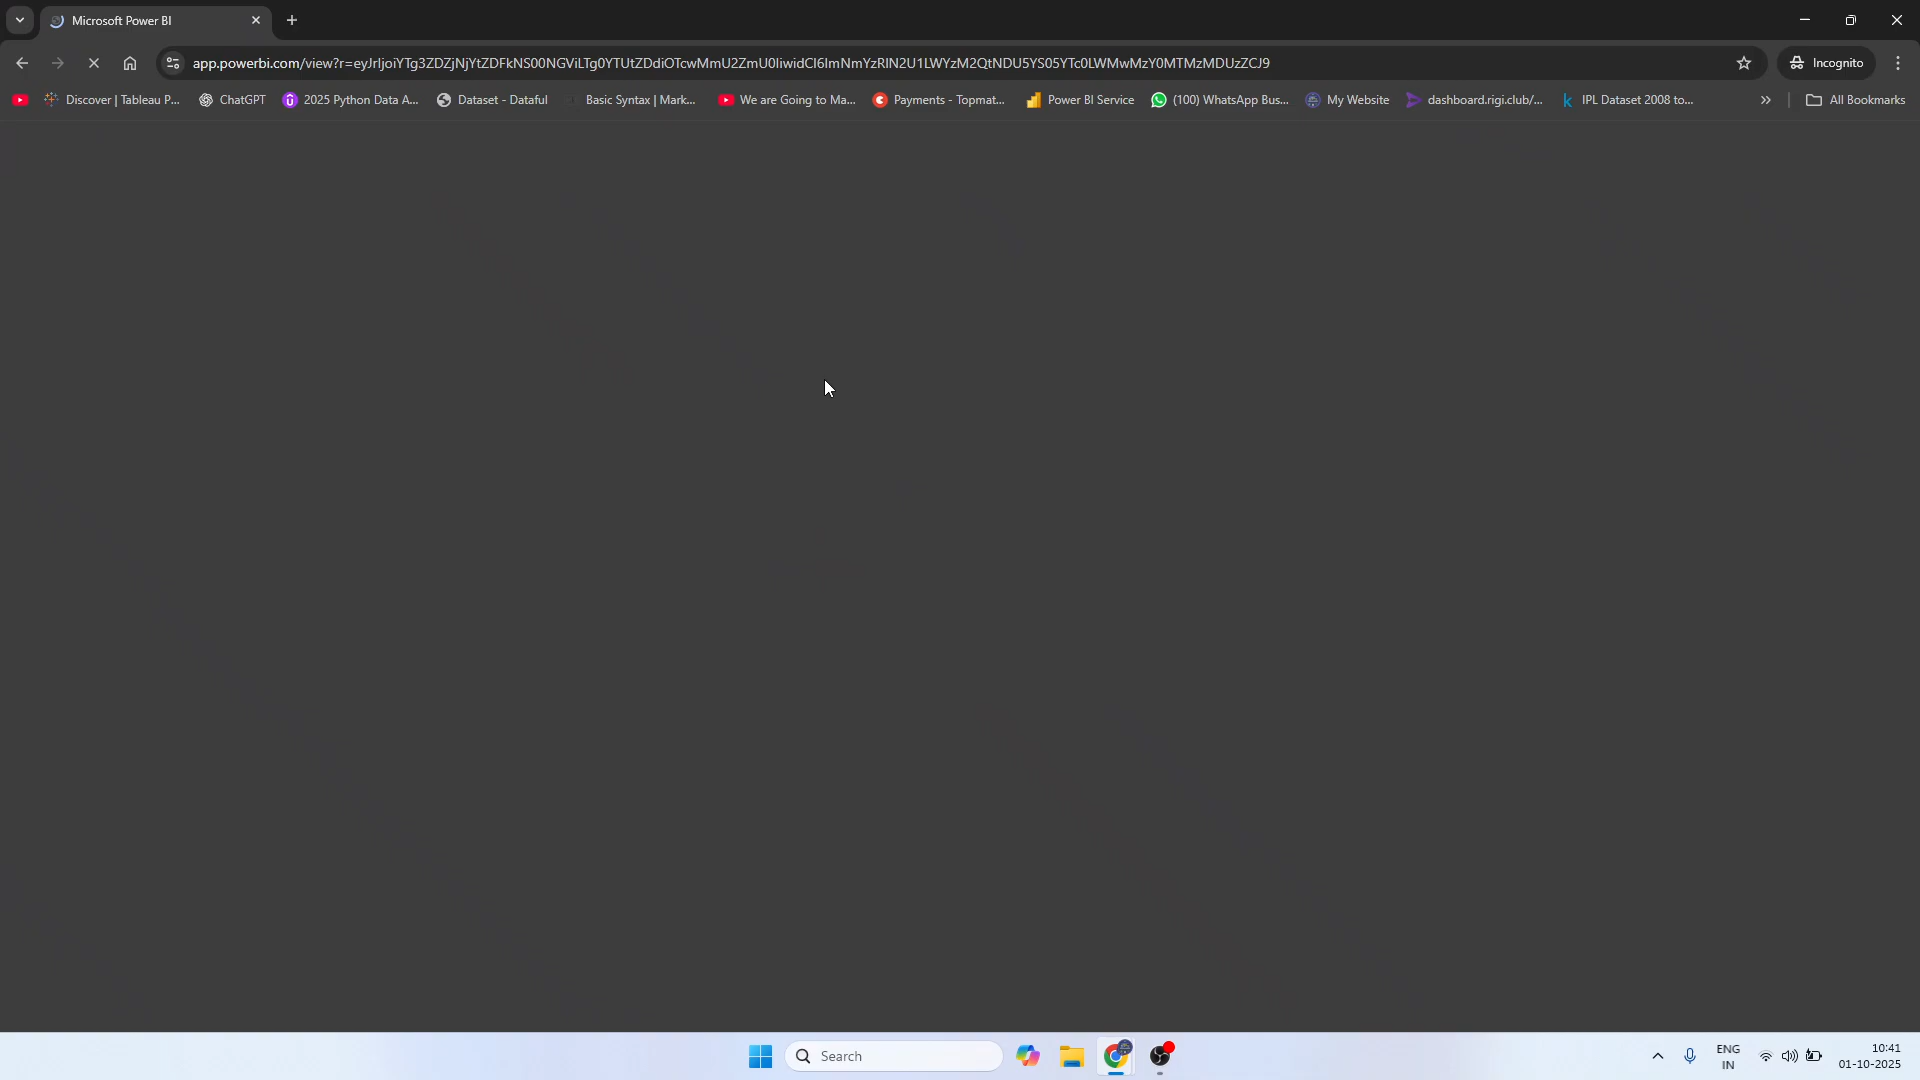 Microsoft Power BI
app.powerbi.com/view?r=eyJrIjoiYTg3ZDZjNjYtZDFkNS00NGViLTg0YTUtZDdiOTcwMmU2ZmU0IiwidCI6ImNmYzRlN2U1LWYzM2QtNDU5YS05YTc0LWMwMzY0MTMzMDUzZCJ9
Incognito
Discover | Tableau P...
ChatGPT
2025 Python Data A...
Dataset - Dataful
Basic Syntax | Mark...
We are Going to Ma...
Payments - Topmat...
Power BI Service
(100) WhatsApp Bus...
My Website
dashboard.rigi.club/...
k
IPL Dataset 2008 to...
»
All Bookmarks
Search
ENG
IN
10:41
01-10-2025